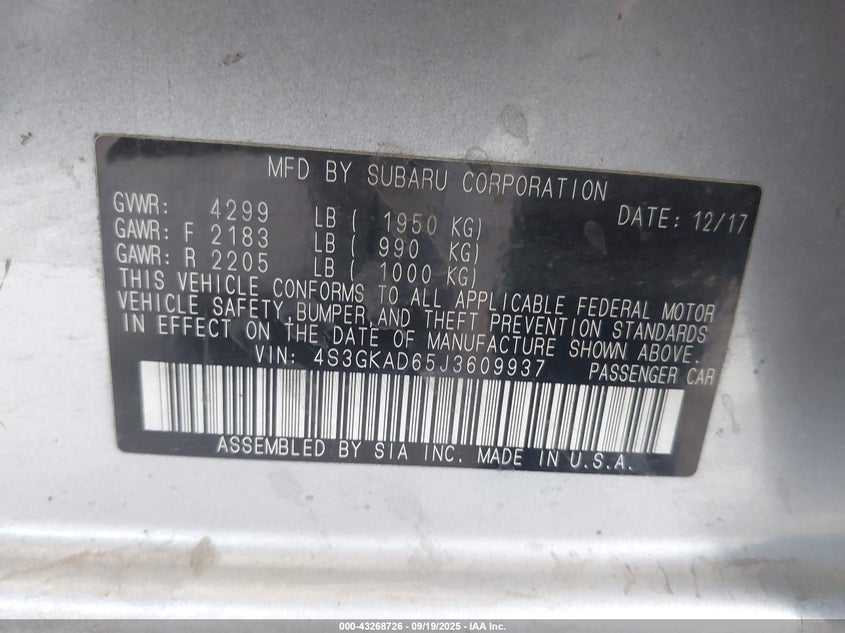 MFD BY SUBARU CORPORATION
GVWR: 4299 LB ( 1950 KG) DATE: 12/17
GAWR: F 2183 LB ( 990 KG)
GAWR: R 2205 LB ( 1000 KG)
THIS VEHICLE CONFORMS TO ALL APPLICABLE FEDERAL MOTOR
VEHICLE SAFETY, BUMPER, AND THEFT PREVENTION STANDARDS
IN EFFECT ON THE DATE OF MANUFACTURE SHOWN ABOVE.
VIN: 4S3GKAD65J3609937 PASSENGER CAR
ASSEMBLED BY SIA INC. MADE IN U.S.A.
000-43268726 - 09/19/2025 - IAA Inc.